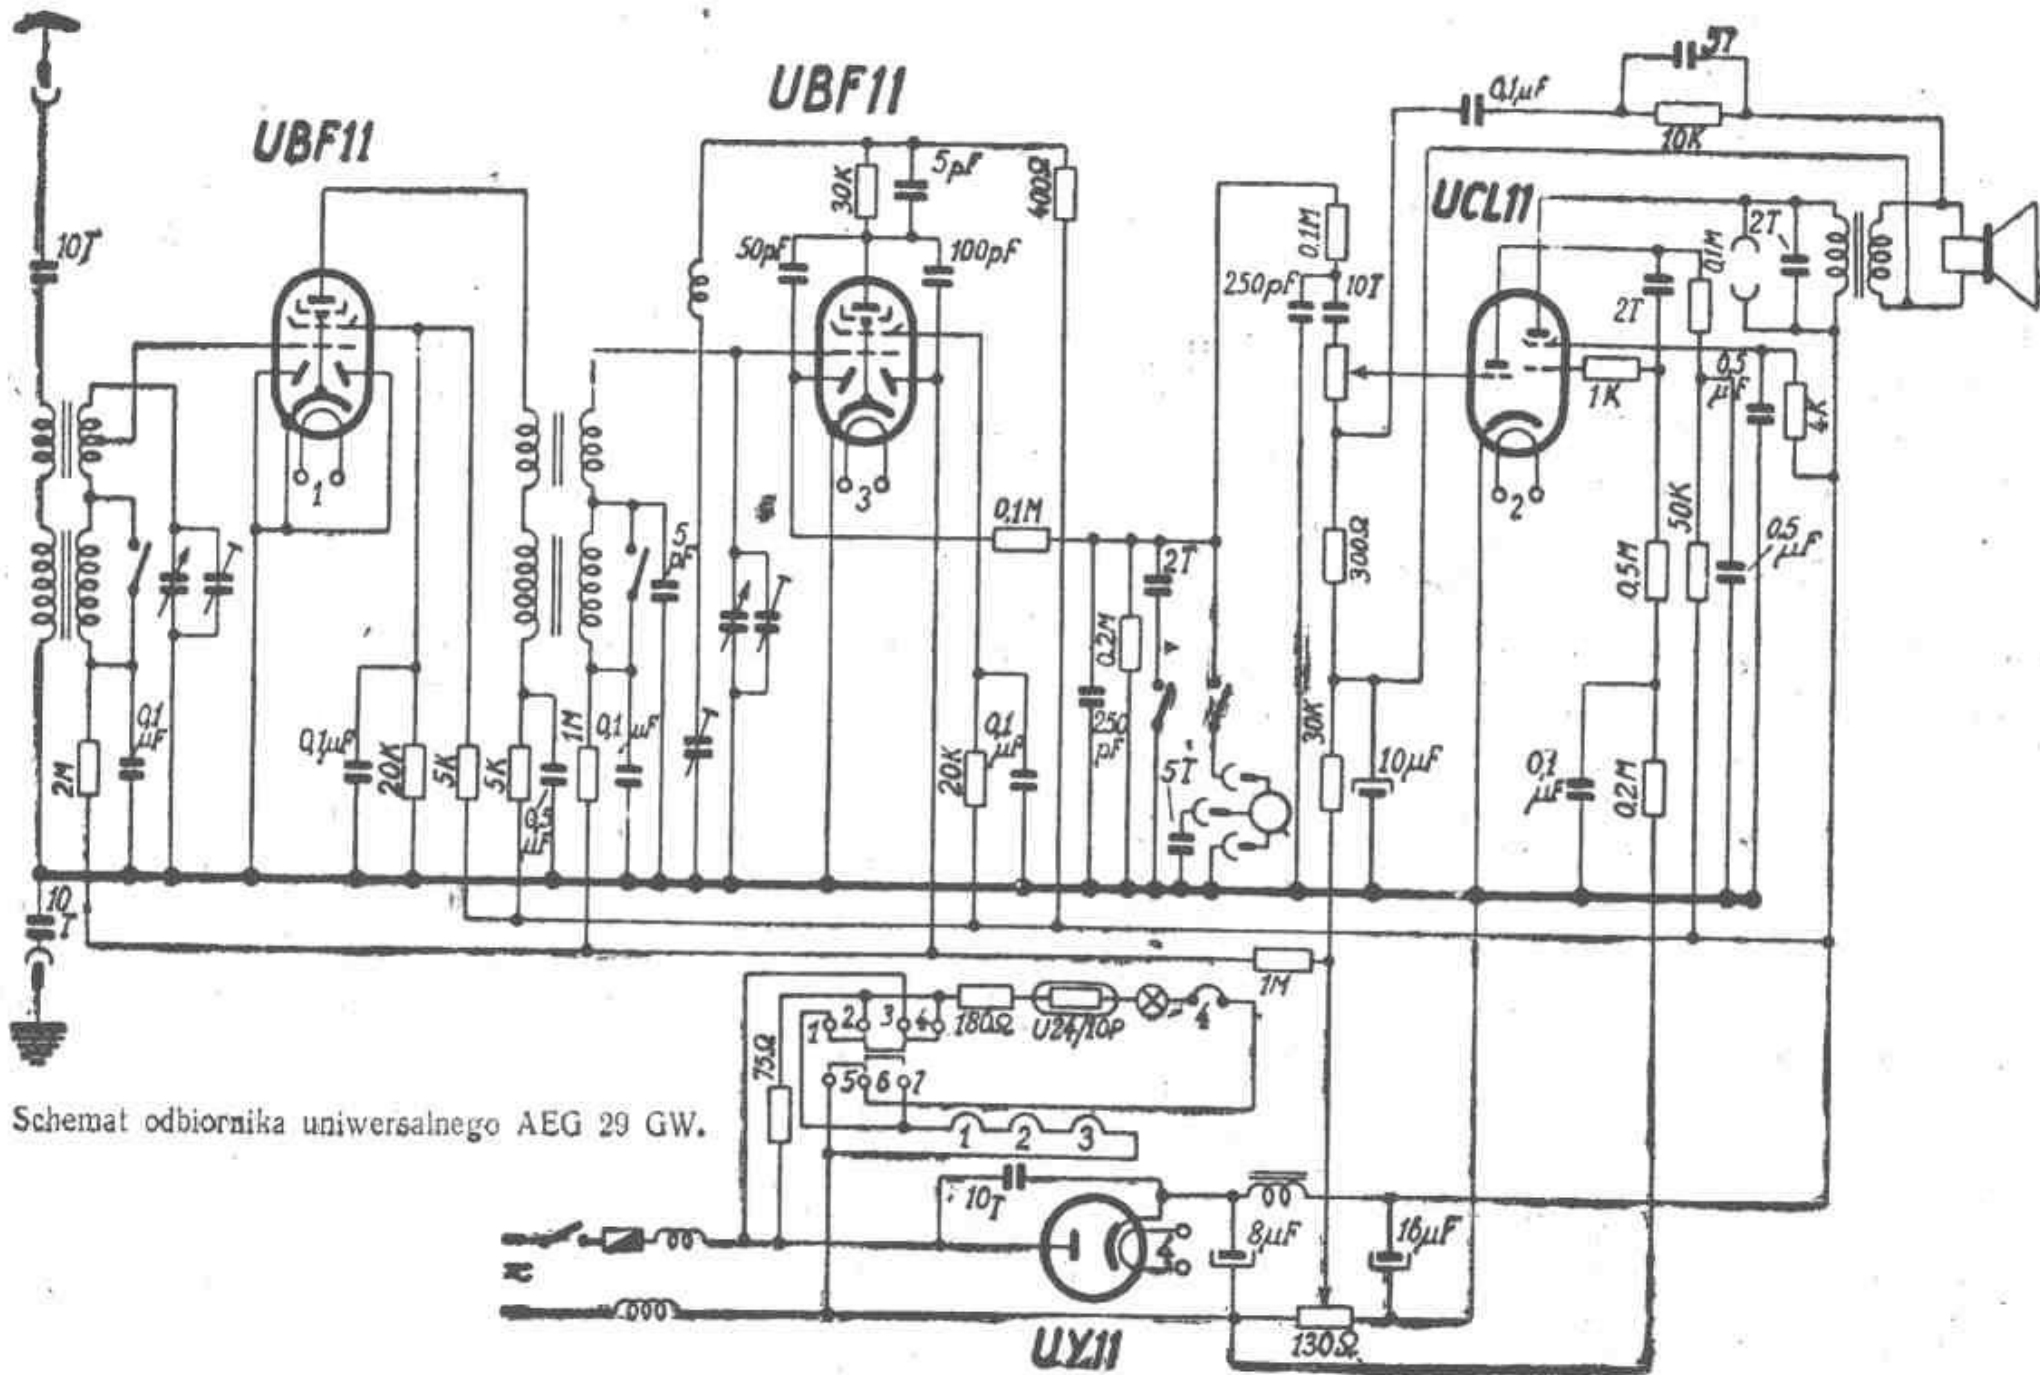 UBF11
UBF11
UCL11
5T
0,1µF
10K
10T
30K
5pF
400Ω
50pF
100pF
0,1M
0,1M
2T
250pF
10T
2T
1K
0,5
µF
4K
1
3
2
0,1M
5
pF
2T
300Ω
0,5M
50K
0,5
µF
0,2M
250
pF
2M
0,1
µF
0,1µF
20K
5K
5K
0,5
µF
1M
0,1µF
20K
0,1
µF
5T
30K
10µF
0,1
µF
0,2M
10
T
1M
75Ω
1 2 3 4
180Ω
U24/10P
4
5 6 7
1 2 3
Schemat odbiornika uniwersalnego AEG 29 GW.
10T
4
8µF
16µF
130Ω
UY11